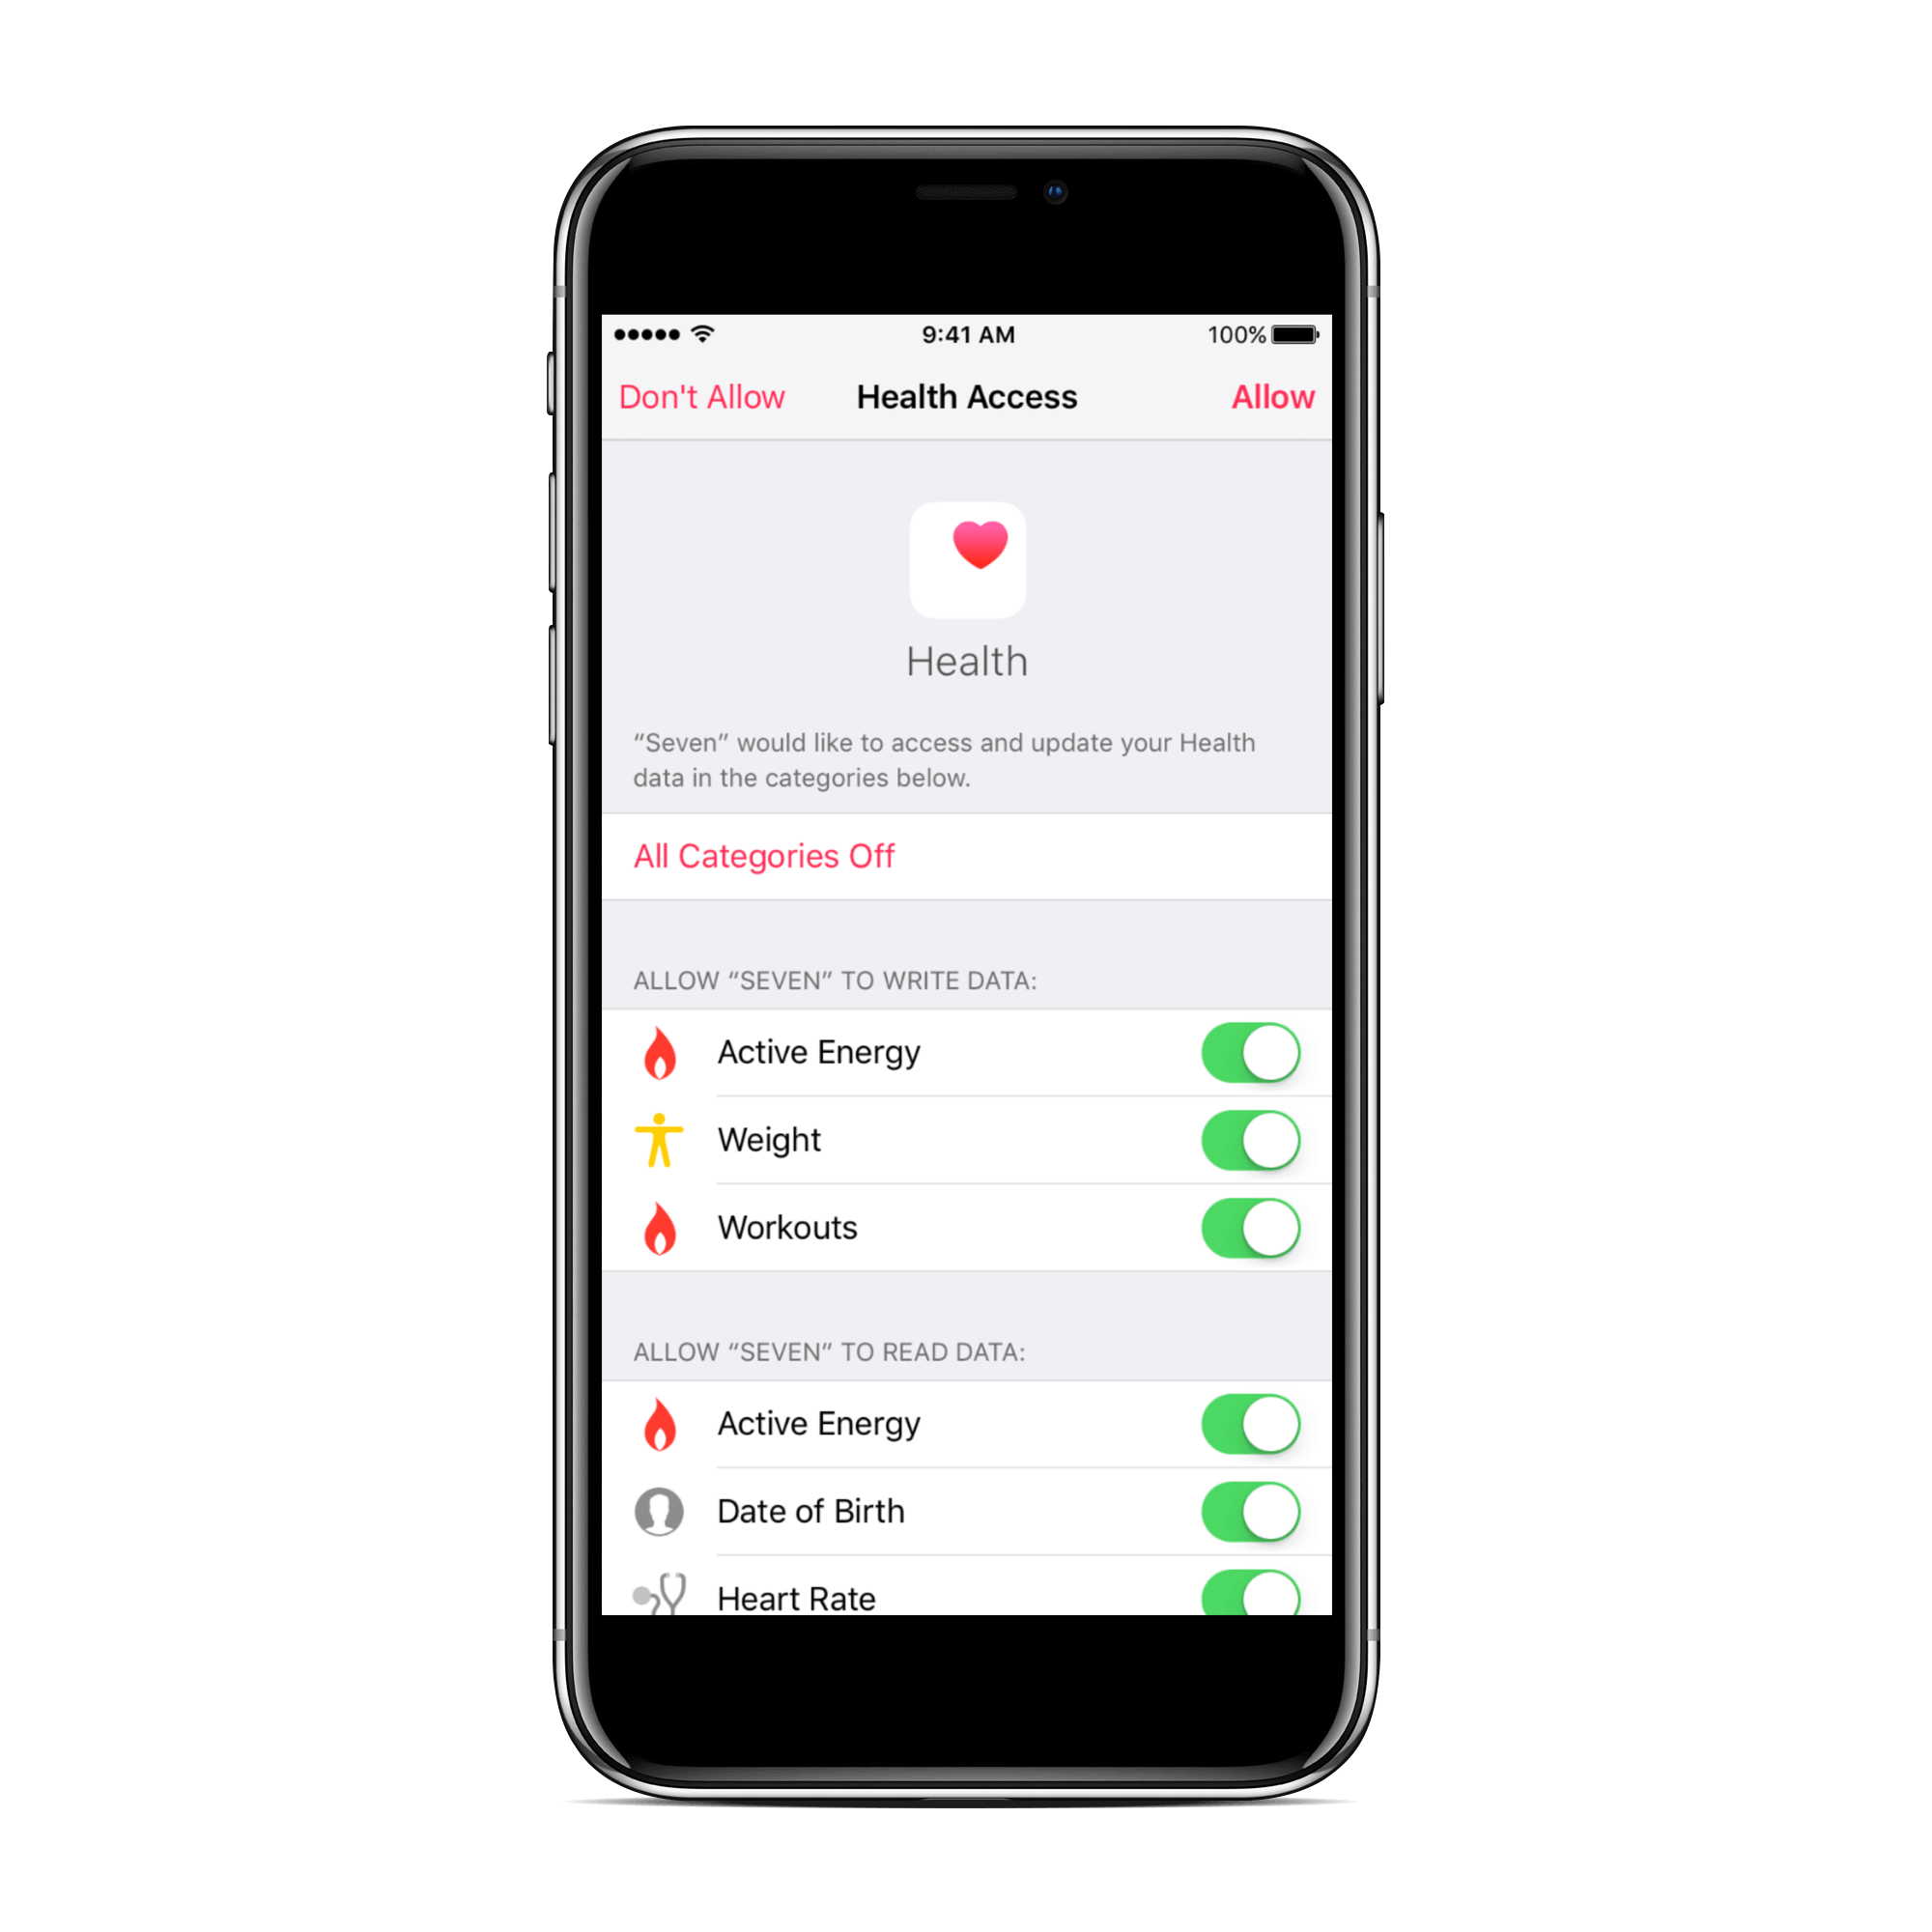 9:41 AM 100%
Don't Allow Health Access Allow
Health
“Seven” would like to access and update your Health
data in the categories below.
All Categories Off
ALLOW “SEVEN” TO WRITE DATA:
Active Energy
Weight
Workouts
ALLOW “SEVEN” TO READ DATA:
Active Energy
Date of Birth
Heart Rate